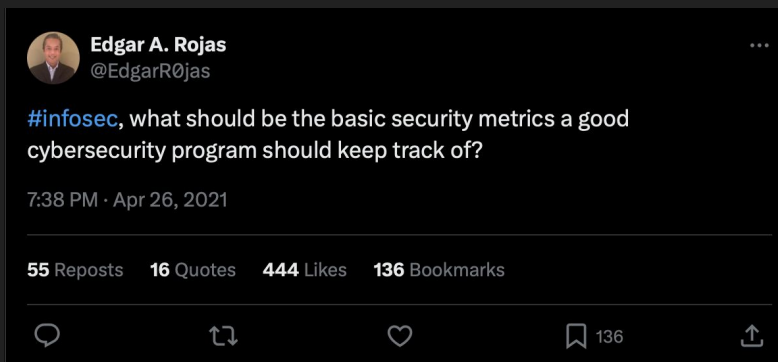 Edgar A. Rojas
@EdgarR0jas
#infosec, what should be the basic security metrics a good
cybersecurity program should keep track of?
7:38 PM · Apr 26, 2021
55 Reposts 16 Quotes 444 Likes 136 Bookmarks
136